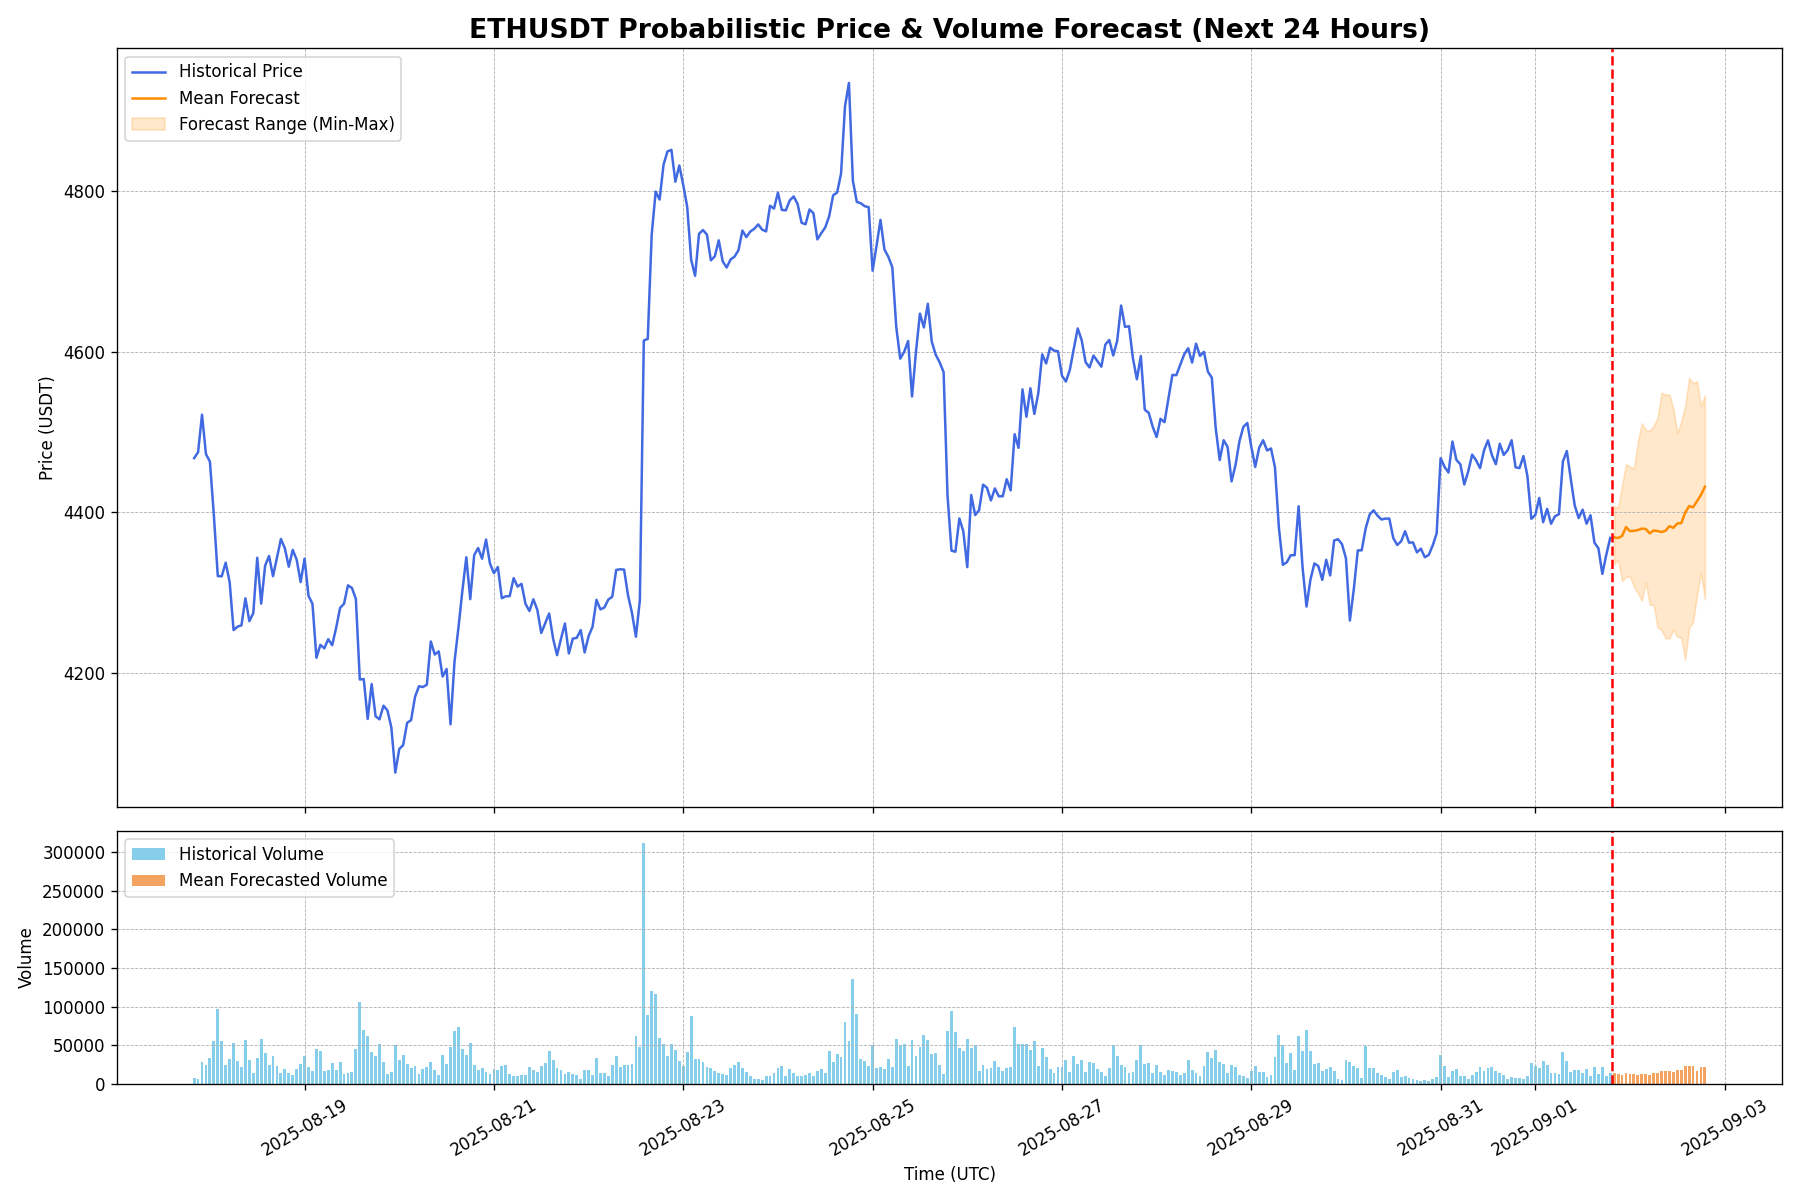 ETHUSDT Probabilistic Price & Volume Forecast (Next 24 Hours)
Historical Price
Mean Forecast
Forecast Range (Min-Max)
Price (USDT)
4800
4600
4400
4200
Historical Volume
Mean Forecasted Volume
Volume
300000
250000
200000
150000
100000
50000
0
2025-08-19
2025-08-21
2025-08-23
2025-08-25
2025-08-27
2025-08-29
2025-08-31
2025-09-01
2025-09-03
Time (UTC)